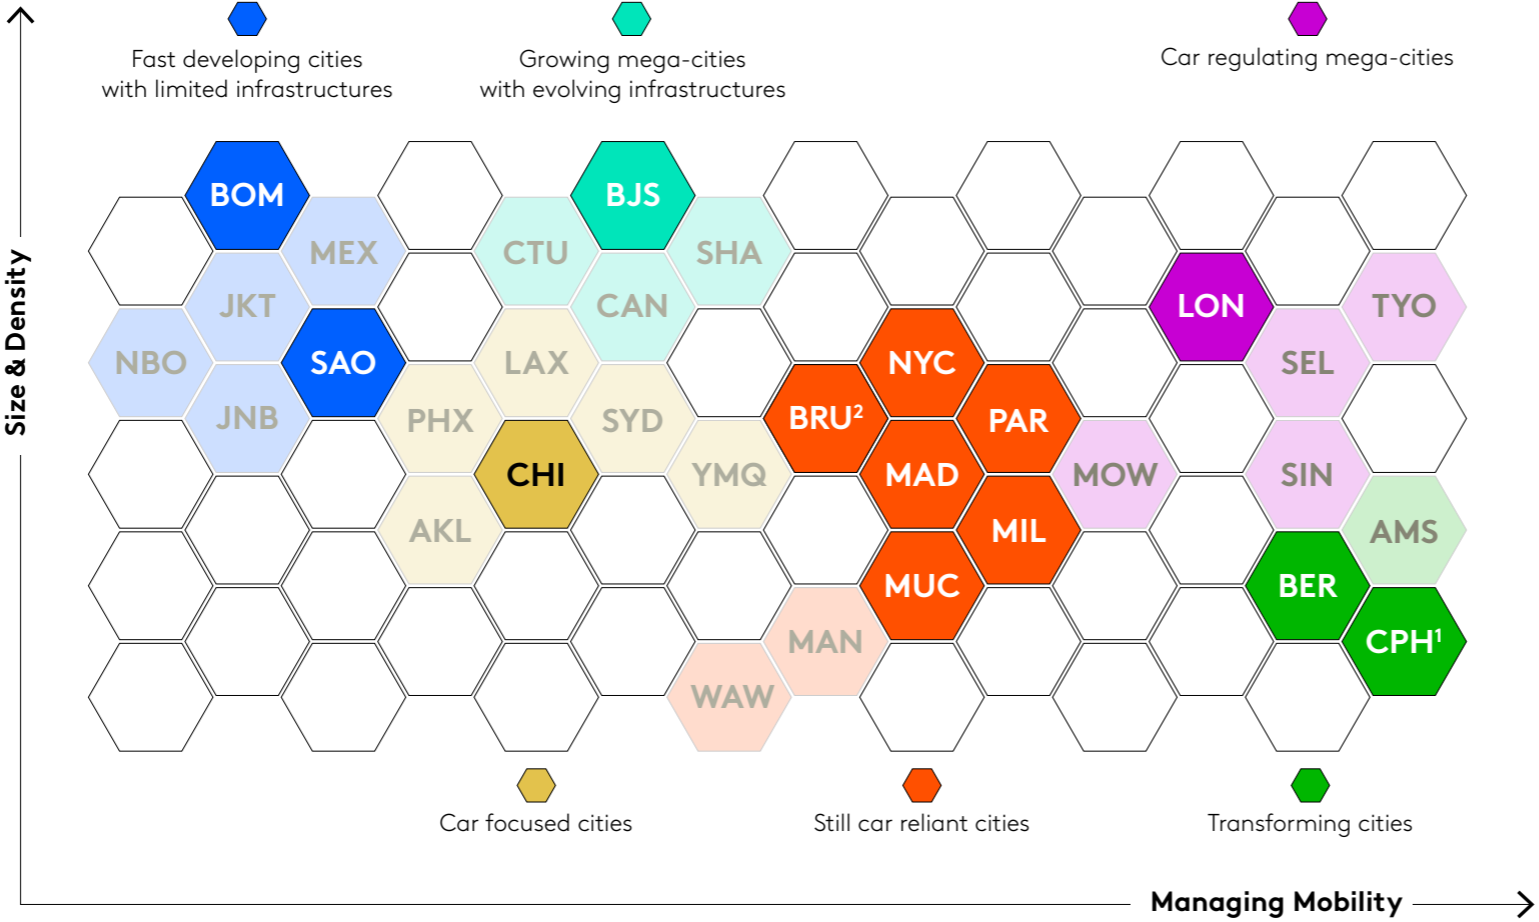 Fast developing cities
with limited infrastructures
Growing mega-cities
with evolving infrastructures
Car regulating mega-cities
Size & Density
BOM
BJS
MEX
CTU
SHA
JKT
CAN
LON
TYO
NBO
SAO
LAX
NYC
SEL
JNB
PHX
SYD
BRU²
PAR
CHI
YMQ
MAD
MOW
SIN
AKL
MIL
AMS
MUC
BER
MAN
CPH¹
WAW
Car focused cities
Still car reliant cities
Transforming cities
Managing Mobility